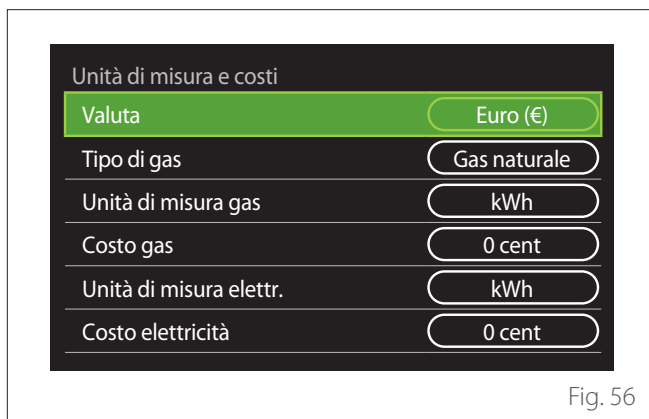 Unità di misura e costi
Valuta Euro (€)
Tipo di gas Gas naturale
Unità di misura gas kWh
Costo gas 0 cent
Unità di misura elettr. kWh
Costo elettricità 0 cent
Fig. 56